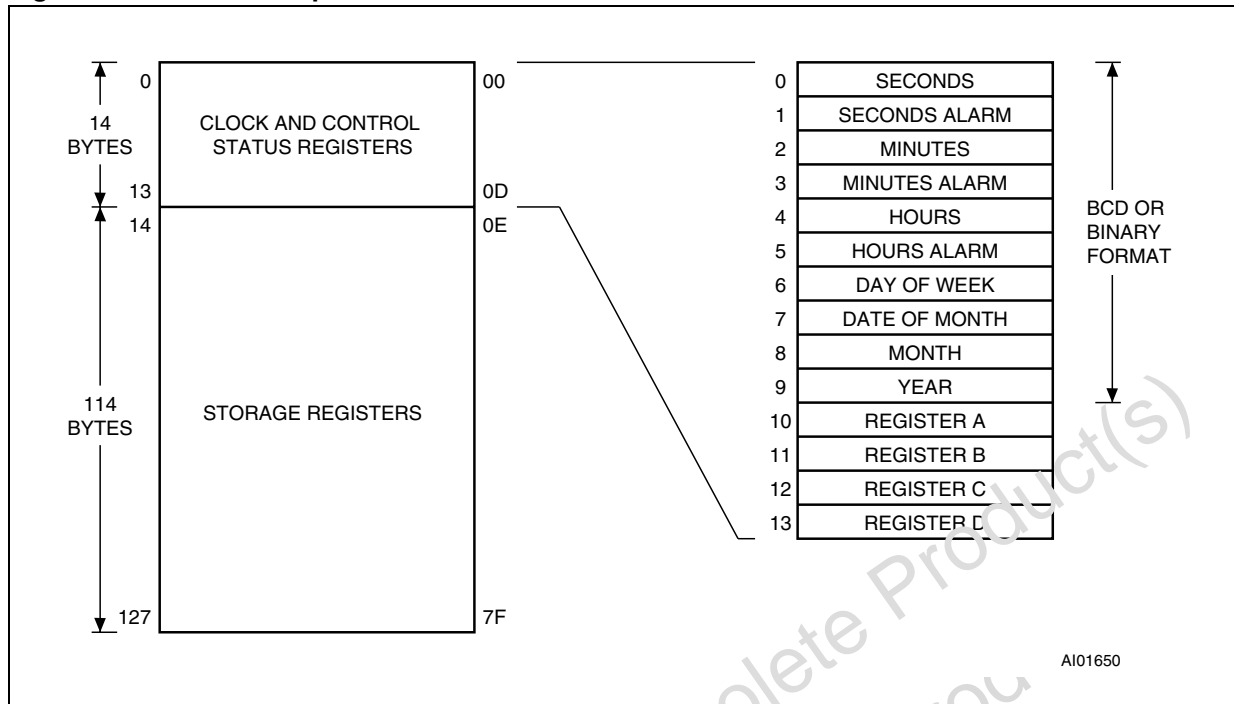 0
00
14
BYTES
CLOCK AND CONTROL
STATUS REGISTERS
13
0D
14
0E
114
BYTES
STORAGE REGISTERS
127
7F
0 SECONDS
1 SECONDS ALARM
2 MINUTES
3 MINUTES ALARM
4 HOURS
5 HOURS ALARM
6 DAY OF WEEK
7 DATE OF MONTH
8 MONTH
9 YEAR
10 REGISTER A
11 REGISTER B
12 REGISTER C
13 REGISTER D
BCD OR
BINARY
FORMAT
Product(s)
AI01650